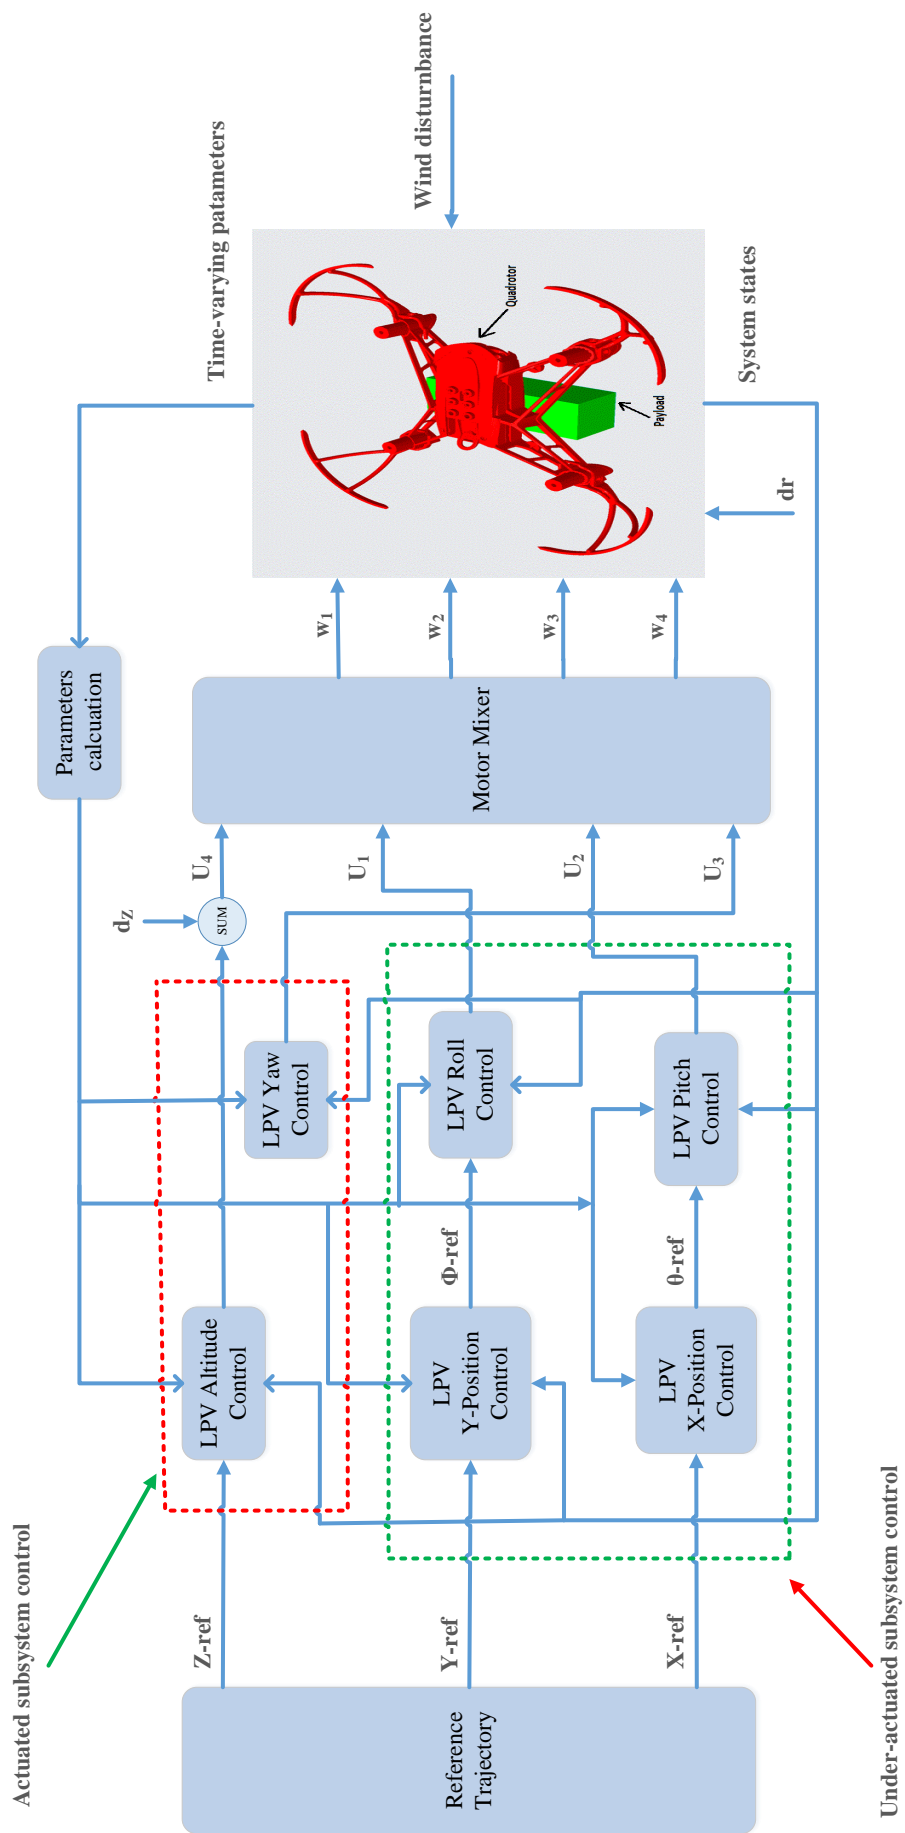 Actuated subsystem control
Time-varying patameters
Wind disturnbance
Parameters
calcuation
dz
SUM
U4
LPV Altitude
Control
LPV Yaw
Control
Z-ref
w1
U1
Quadrotor
Reference
Trajectory
Y-ref
LPV
Y-Position
Control
Φ-ref
LPV Roll
Control
Motor Mixer
w2
w3
U2
Payload
X-ref
LPV
X-Position
Control
θ-ref
LPV Pitch
Control
U3
w4
dr
System states
Under-actuated subsystem control